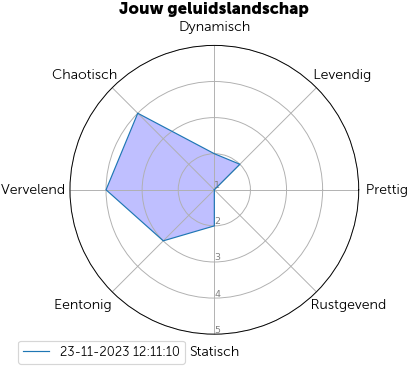 Jouw geluidslandschap
Dynamisch
Chaotisch
Levendig
Vervelend
1
Prettig
2
3
Eentonig
4
Rustgevend
5
23-11-2023 12:11:10
Statisch